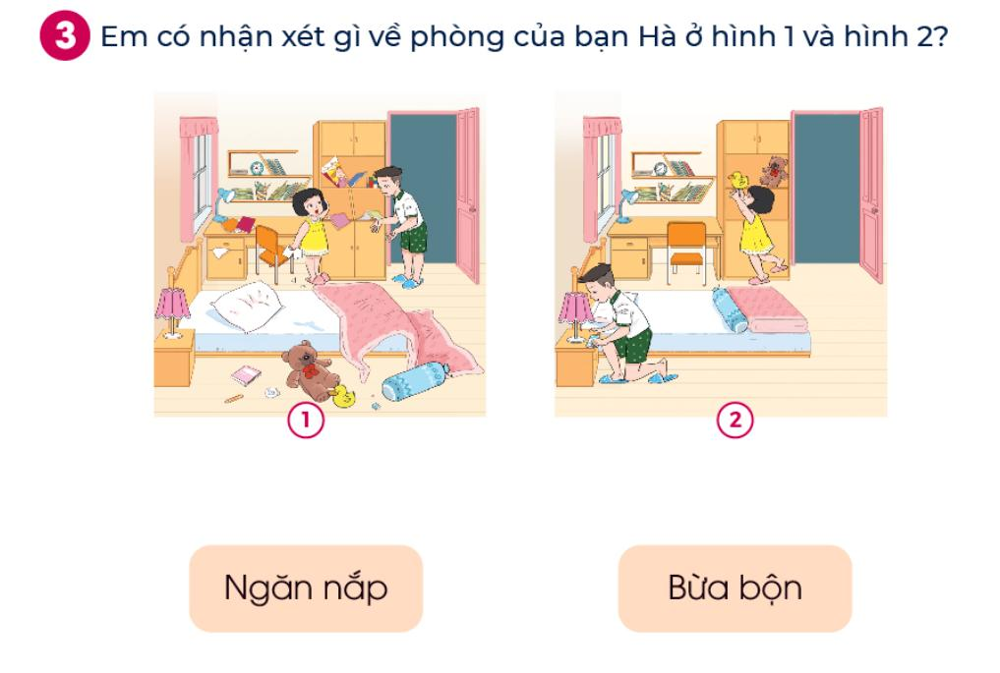 3 Em có nhận xét gì về phòng của bạn Hà ở hình 1 và hình 2?
1 2
Ngăn nắp Bừa bộn